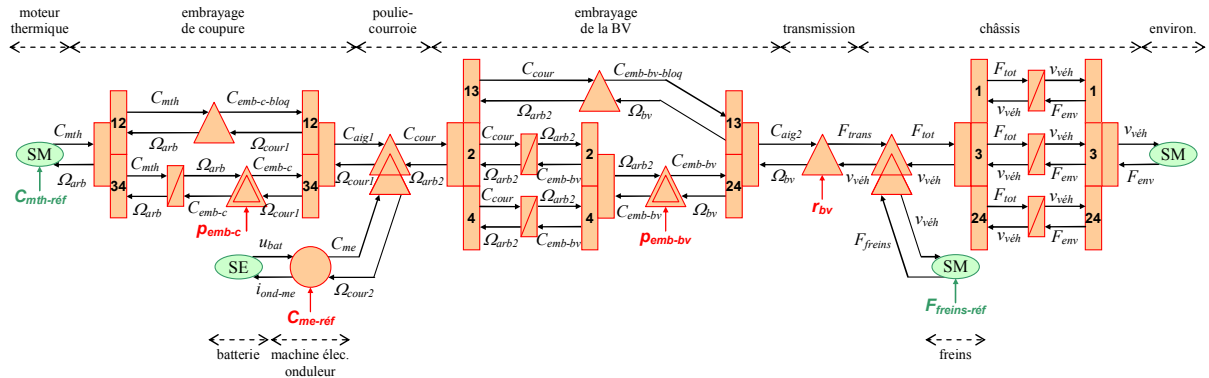 moteur
thermique
embrayage
de coupure
poulie-
courroie
embrayage
de la BV
transmission
châssis
environ.
C_mth
Ω_arb
SM
C_mth-réf
12
34
C_mth
Ω_arb
C_emb-c-bloq
Ω_cour1
C_mth
Ω_arb
Ω_arb
C_emb-c
C_emb-c
Ω_cour1
p_emb-c
12
34
C_aig1
Ω_cour1
C_cour
Ω_arb2
u_bat
i_ond-me
SE
C_me
Ω_cour2
C_me-réf
batterie
machine élec.
onduleur
13
2
4
C_cour
Ω_arb2
C_emb-bv-bloq
Ω_bv
C_cour
Ω_arb2
Ω_arb2
C_emb-bv
C_cour
Ω_arb2
Ω_arb2
C_emb-bv
2
4
Ω_arb2
C_emb-bv
C_emb-bv
Ω_bv
p_emb-bv
13
24
C_aig2
Ω_bv
r_bv
F_trans
v_véh
F_tot
v_véh
v_véh
F_freins
SM
F_freins-réf
freins
1
3
24
F_tot
v_véh
v_véh
F_env
F_tot
v_véh
v_véh
F_env
F_tot
v_véh
v_véh
F_env
1
3
24
v_véh
F_env
SM